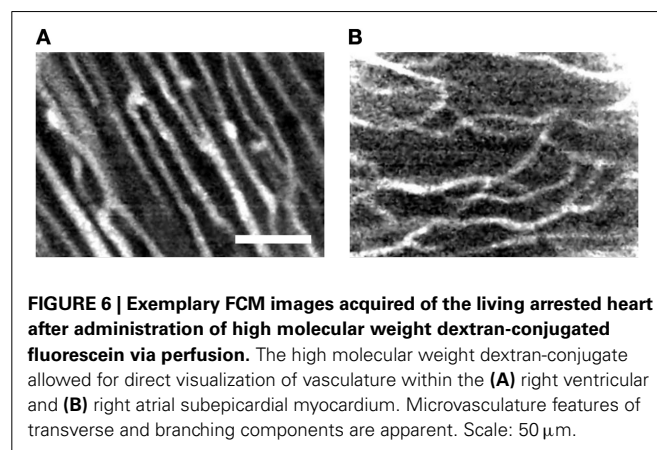 A
B
FIGURE 6 | Exemplary FCM images acquired of the living arrested heart
after administration of high molecular weight dextran-conjugated
fluorescein via perfusion. The high molecular weight dextran-conjugate
allowed for direct visualization of vasculature within the (A) right ventricular
and (B) right atrial subepicardial myocardium. Microvasculature features of
transverse and branching components are apparent. Scale: 50 μm.